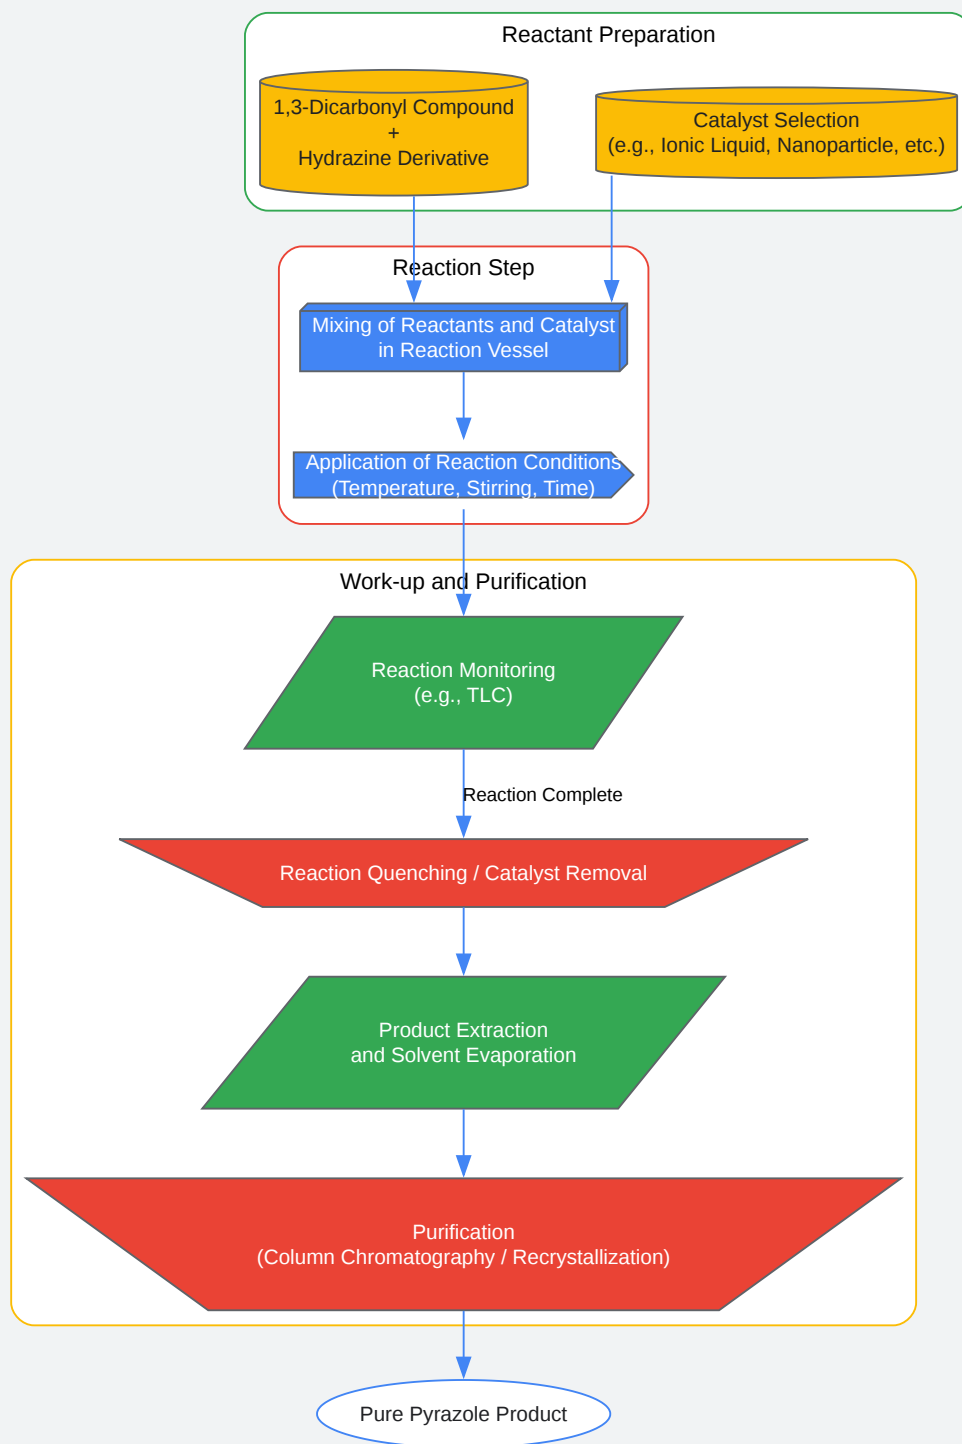 Reactant Preparation
1,3-Dicarbonyl Compound
+
Hydrazine Derivative
Catalyst Selection
(e.g., Ionic Liquid, Nanoparticle, etc.)
Reaction Step
Mixing of Reactants and Catalyst
in Reaction Vessel
Application of Reaction Conditions
(Temperature, Stirring, Time)
Work-up and Purification
Reaction Monitoring
(e.g., TLC)
Reaction Complete
Reaction Quenching / Catalyst Removal
Product Extraction
and Solvent Evaporation
Purification
(Column Chromatography / Recrystallization)
Pure Pyrazole Product